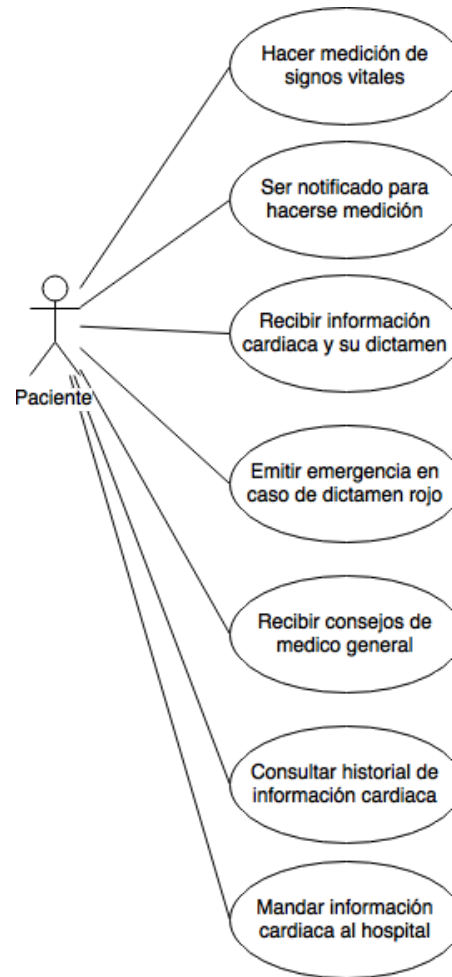 Hacer medición de
signos vitales
Ser notificado para
hacerse medición
Recibir información
cardiaca y su dictamen
Paciente
Emitir emergencia en
caso de dictamen rojo
Recibir consejos de
medico general
Consultar historial de
información cardiaca
Mandar información
cardiaca al hospital